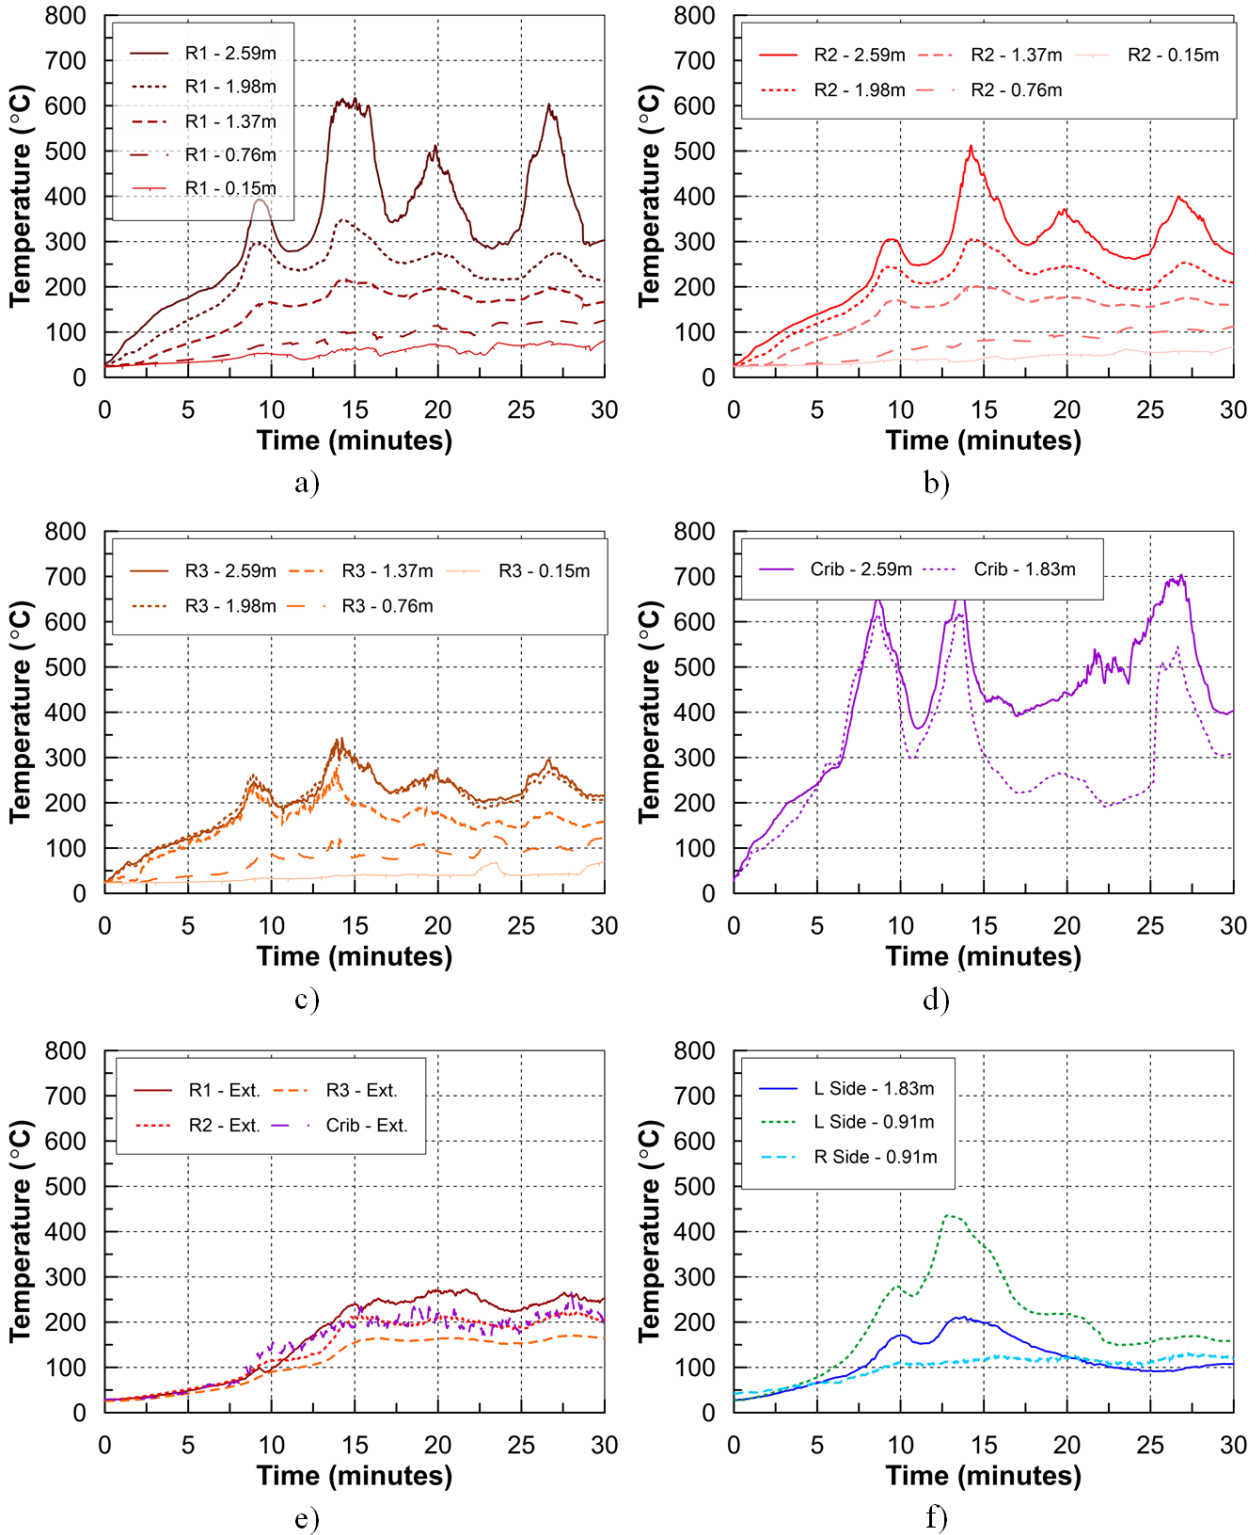 800
700
600
500
400
300
200
100
0
Temperature (°C)
R1 - 2.59m
R1 - 1.98m
R1 - 1.37m
R1 - 0.76m
R1 - 0.15m
0 5 10 15 20 25 30
Time (minutes)
a)
800
700
600
500
400
300
200
100
0
Temperature (°C)
R2 - 2.59m R2 - 1.37m R2 - 0.15m
R2 - 1.98m R2 - 0.76m
0 5 10 15 20 25 30
Time (minutes)
b)
800
700
600
500
400
300
200
100
0
Temperature (°C)
R3 - 2.59m R3 - 1.37m R3 - 0.15m
R3 - 1.98m R3 - 0.76m
0 5 10 15 20 25 30
Time (minutes)
c)
800
700
600
500
400
300
200
100
0
Temperature (°C)
Crib - 2.59m Crib - 1.83m
0 5 10 15 20 25 30
Time (minutes)
d)
800
700
600
500
400
300
200
100
0
Temperature (°C)
R1 - Ext. R3 - Ext.
R2 - Ext. Crib - Ext.
0 5 10 15 20 25 30
Time (minutes)
e)
800
700
600
500
400
300
200
100
0
Temperature (°C)
L Side - 1.83m
L Side - 0.91m
R Side - 0.91m
0 5 10 15 20 25 30
Time (minutes)
f)